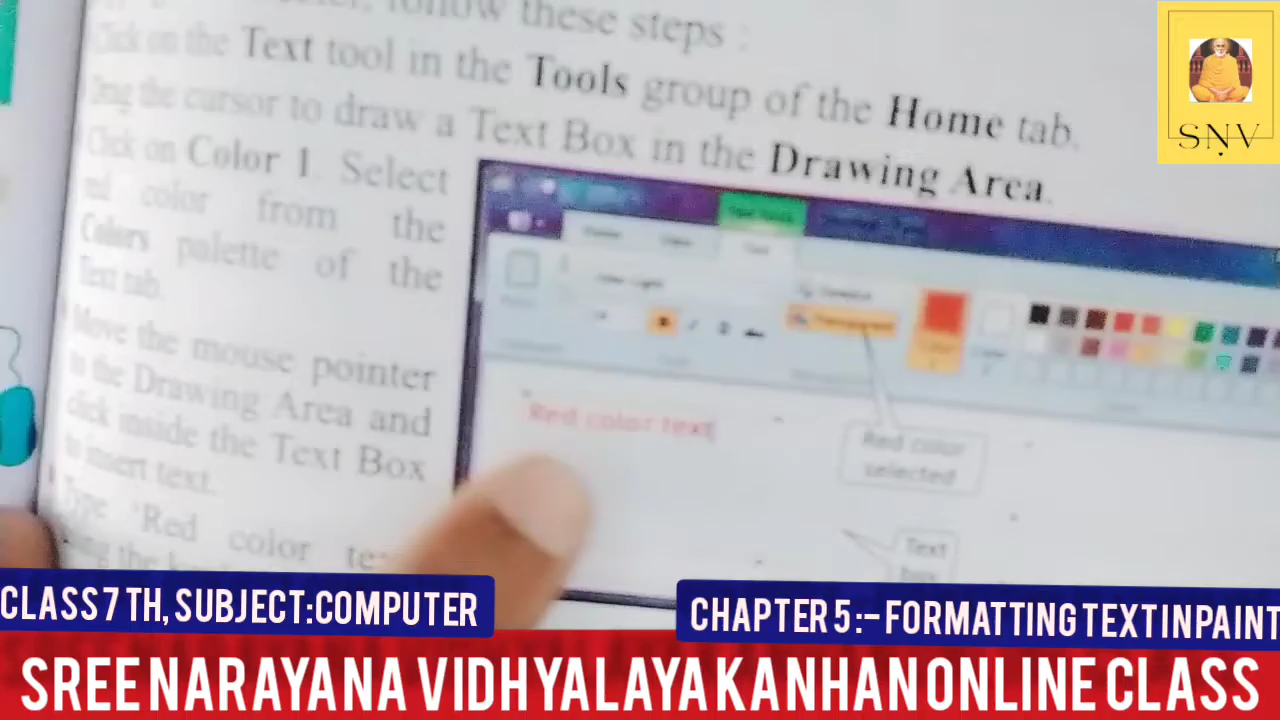 follow these steps :
Click on the Text tool in the Tools group of the Home tab.
Drag the cursor to draw a Text Box in the Drawing Area.
Click on Color 1. Select
red color from the
Colors palette of the
Text tab.
Move the mouse pointer
to the Drawing Area and
click inside the Text Box
to insert text.
Type 'Red color
Transparent
Red color text
Red color
selected
Text
SNV
CLASS 7 TH, SUBJECT:COMPUTER
CHAPTER 5 :- FORMATTING TEXT IN PAINT
SREE NARAYANA VIDHYALAYA KANHAN ONLINE CLASS